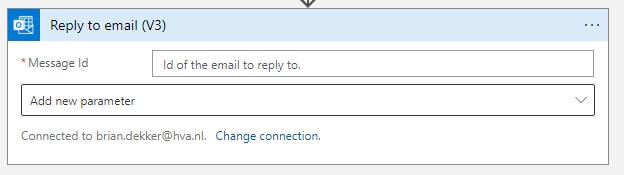 Reply to email (V3)
* Message Id
Id of the email to reply to.
Add new parameter
Connected to brian.dekker@hva.nl. Change connection.